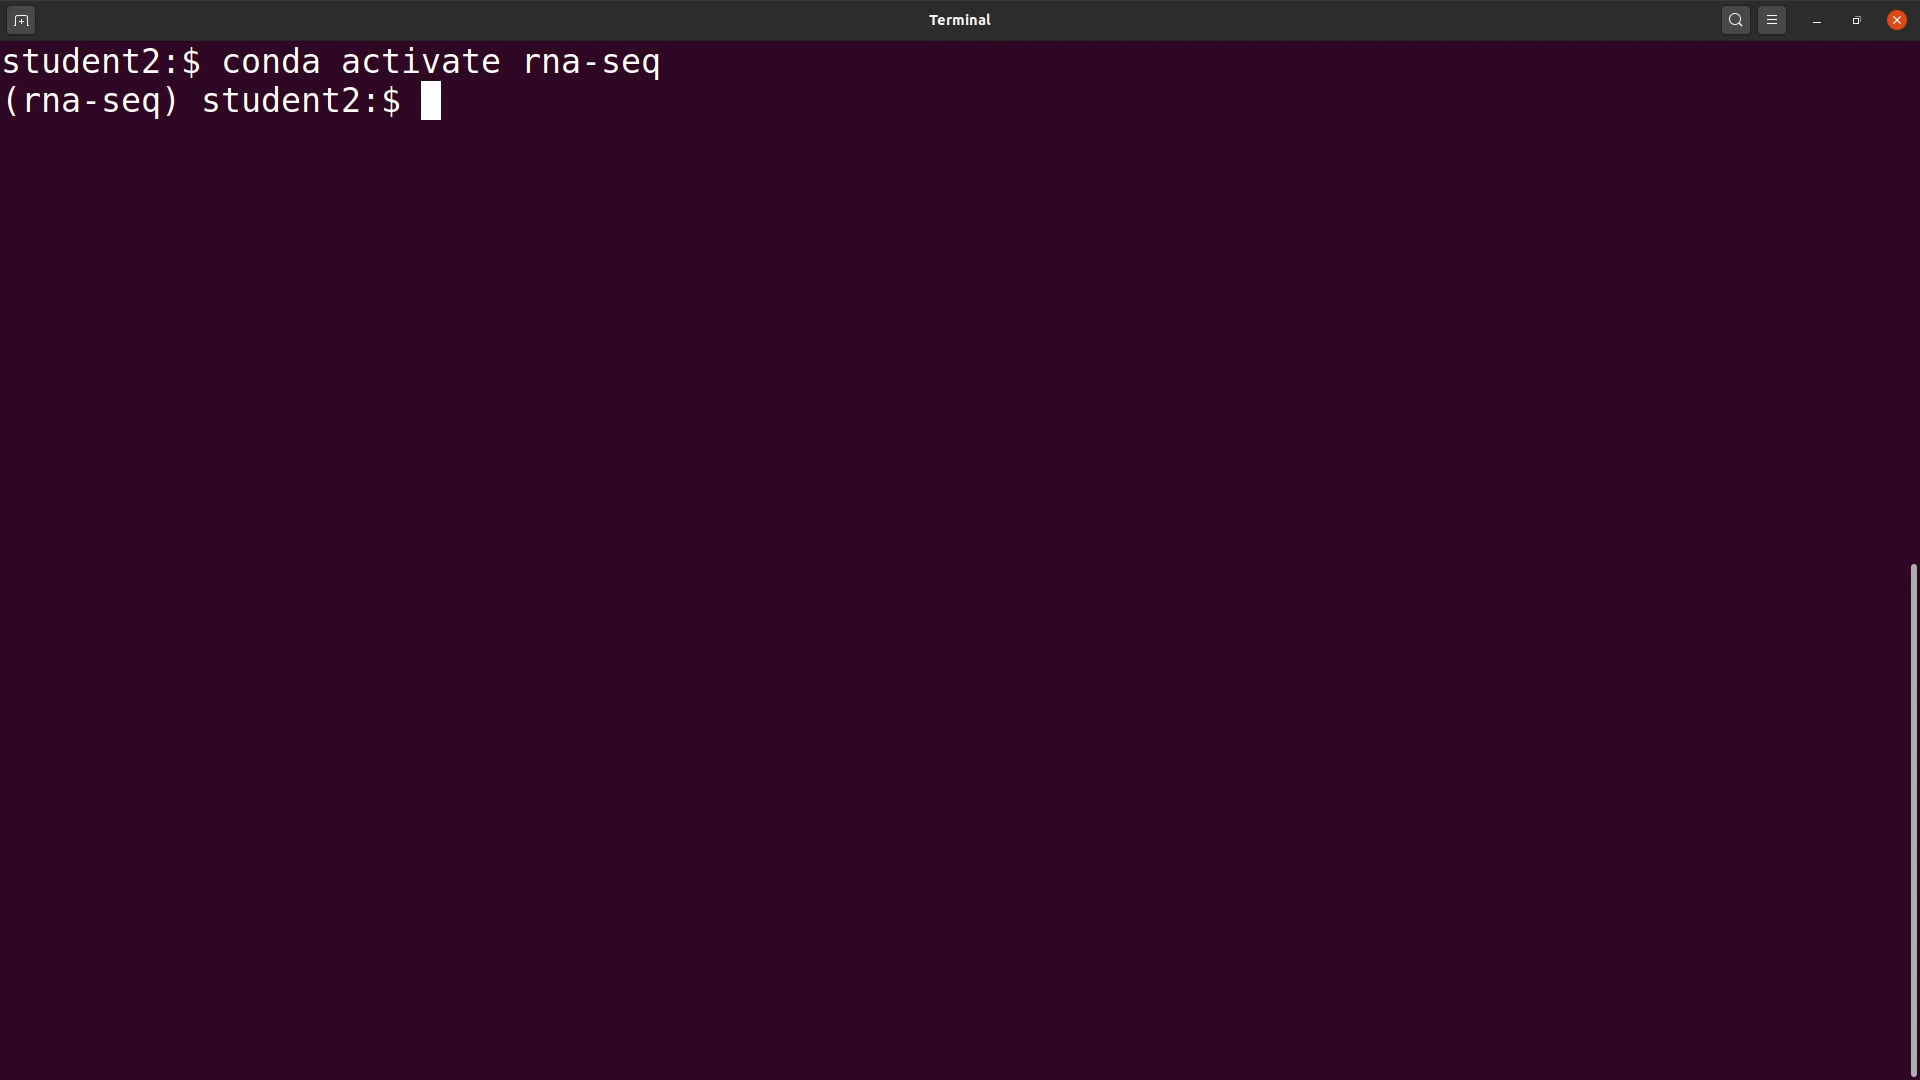 Terminal
student2:$ conda activate rna-seq
(rna-seq) student2:$